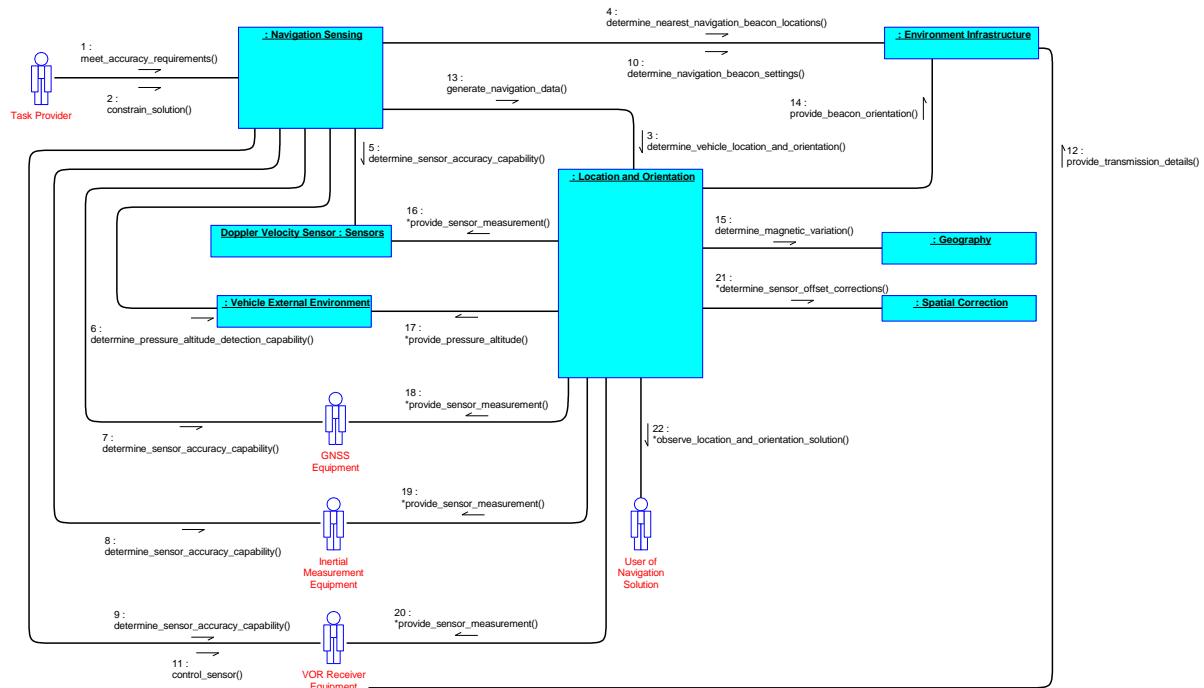 4 :
determine_nearest_navigation_beacon_locations()
: Navigation Sensing
: Environment Infrastructure
1 :
meet_accuracy_requirements()
10 :
determine_navigation_beacon_settings()
13 :
generate_navigation_data()
2 :
constrain_solution()
Task Provider
14 :
provide_beacon_orientation()
3 :
determine_vehicle_location_and_orientation()
5 :
determine_sensor_accuracy_capability()
12 :
provide_transmission_details()
: Location and Orientation
16 :
*provide_sensor_measurement()
15 :
determine_magnetic_variation()
Doppler Velocity Sensor : Sensors
: Geography
21 :
*determine_sensor_offset_corrections()
: Vehicle External Environment
: Spatial Correction
6 :
determine_pressure_altitude_detection_capability()
17 :
*provide_pressure_altitude()
18 :
*provide_sensor_measurement()
7 :
determine_sensor_accuracy_capability()
GNSS
Equipment
22 :
*observe_location_and_orientation_solution()
19 :
*provide_sensor_measurement()
8 :
determine_sensor_accuracy_capability()
Inertial
Measurement
Equipment
User of
Navigation
Solution
9 :
determine_sensor_accuracy_capability()
20 :
*provide_sensor_measurement()
11 :
control_sensor()
VOR Receiver
Equipment